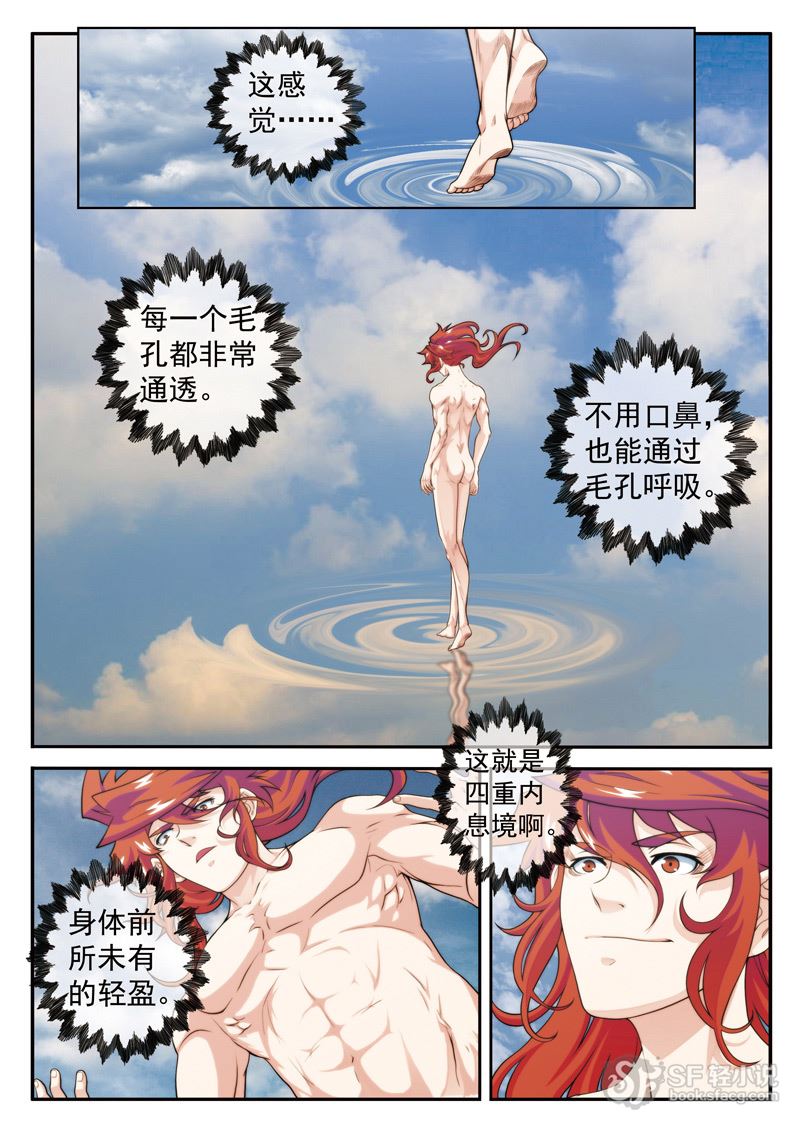 这感
觉……
每一个毛
孔都非常
通透。
不用口鼻，
也能通过
毛孔呼吸。
这就是
四重内
息境啊。
身体前
所未有
的轻盈。
SF轻小说
book.sfacg.com